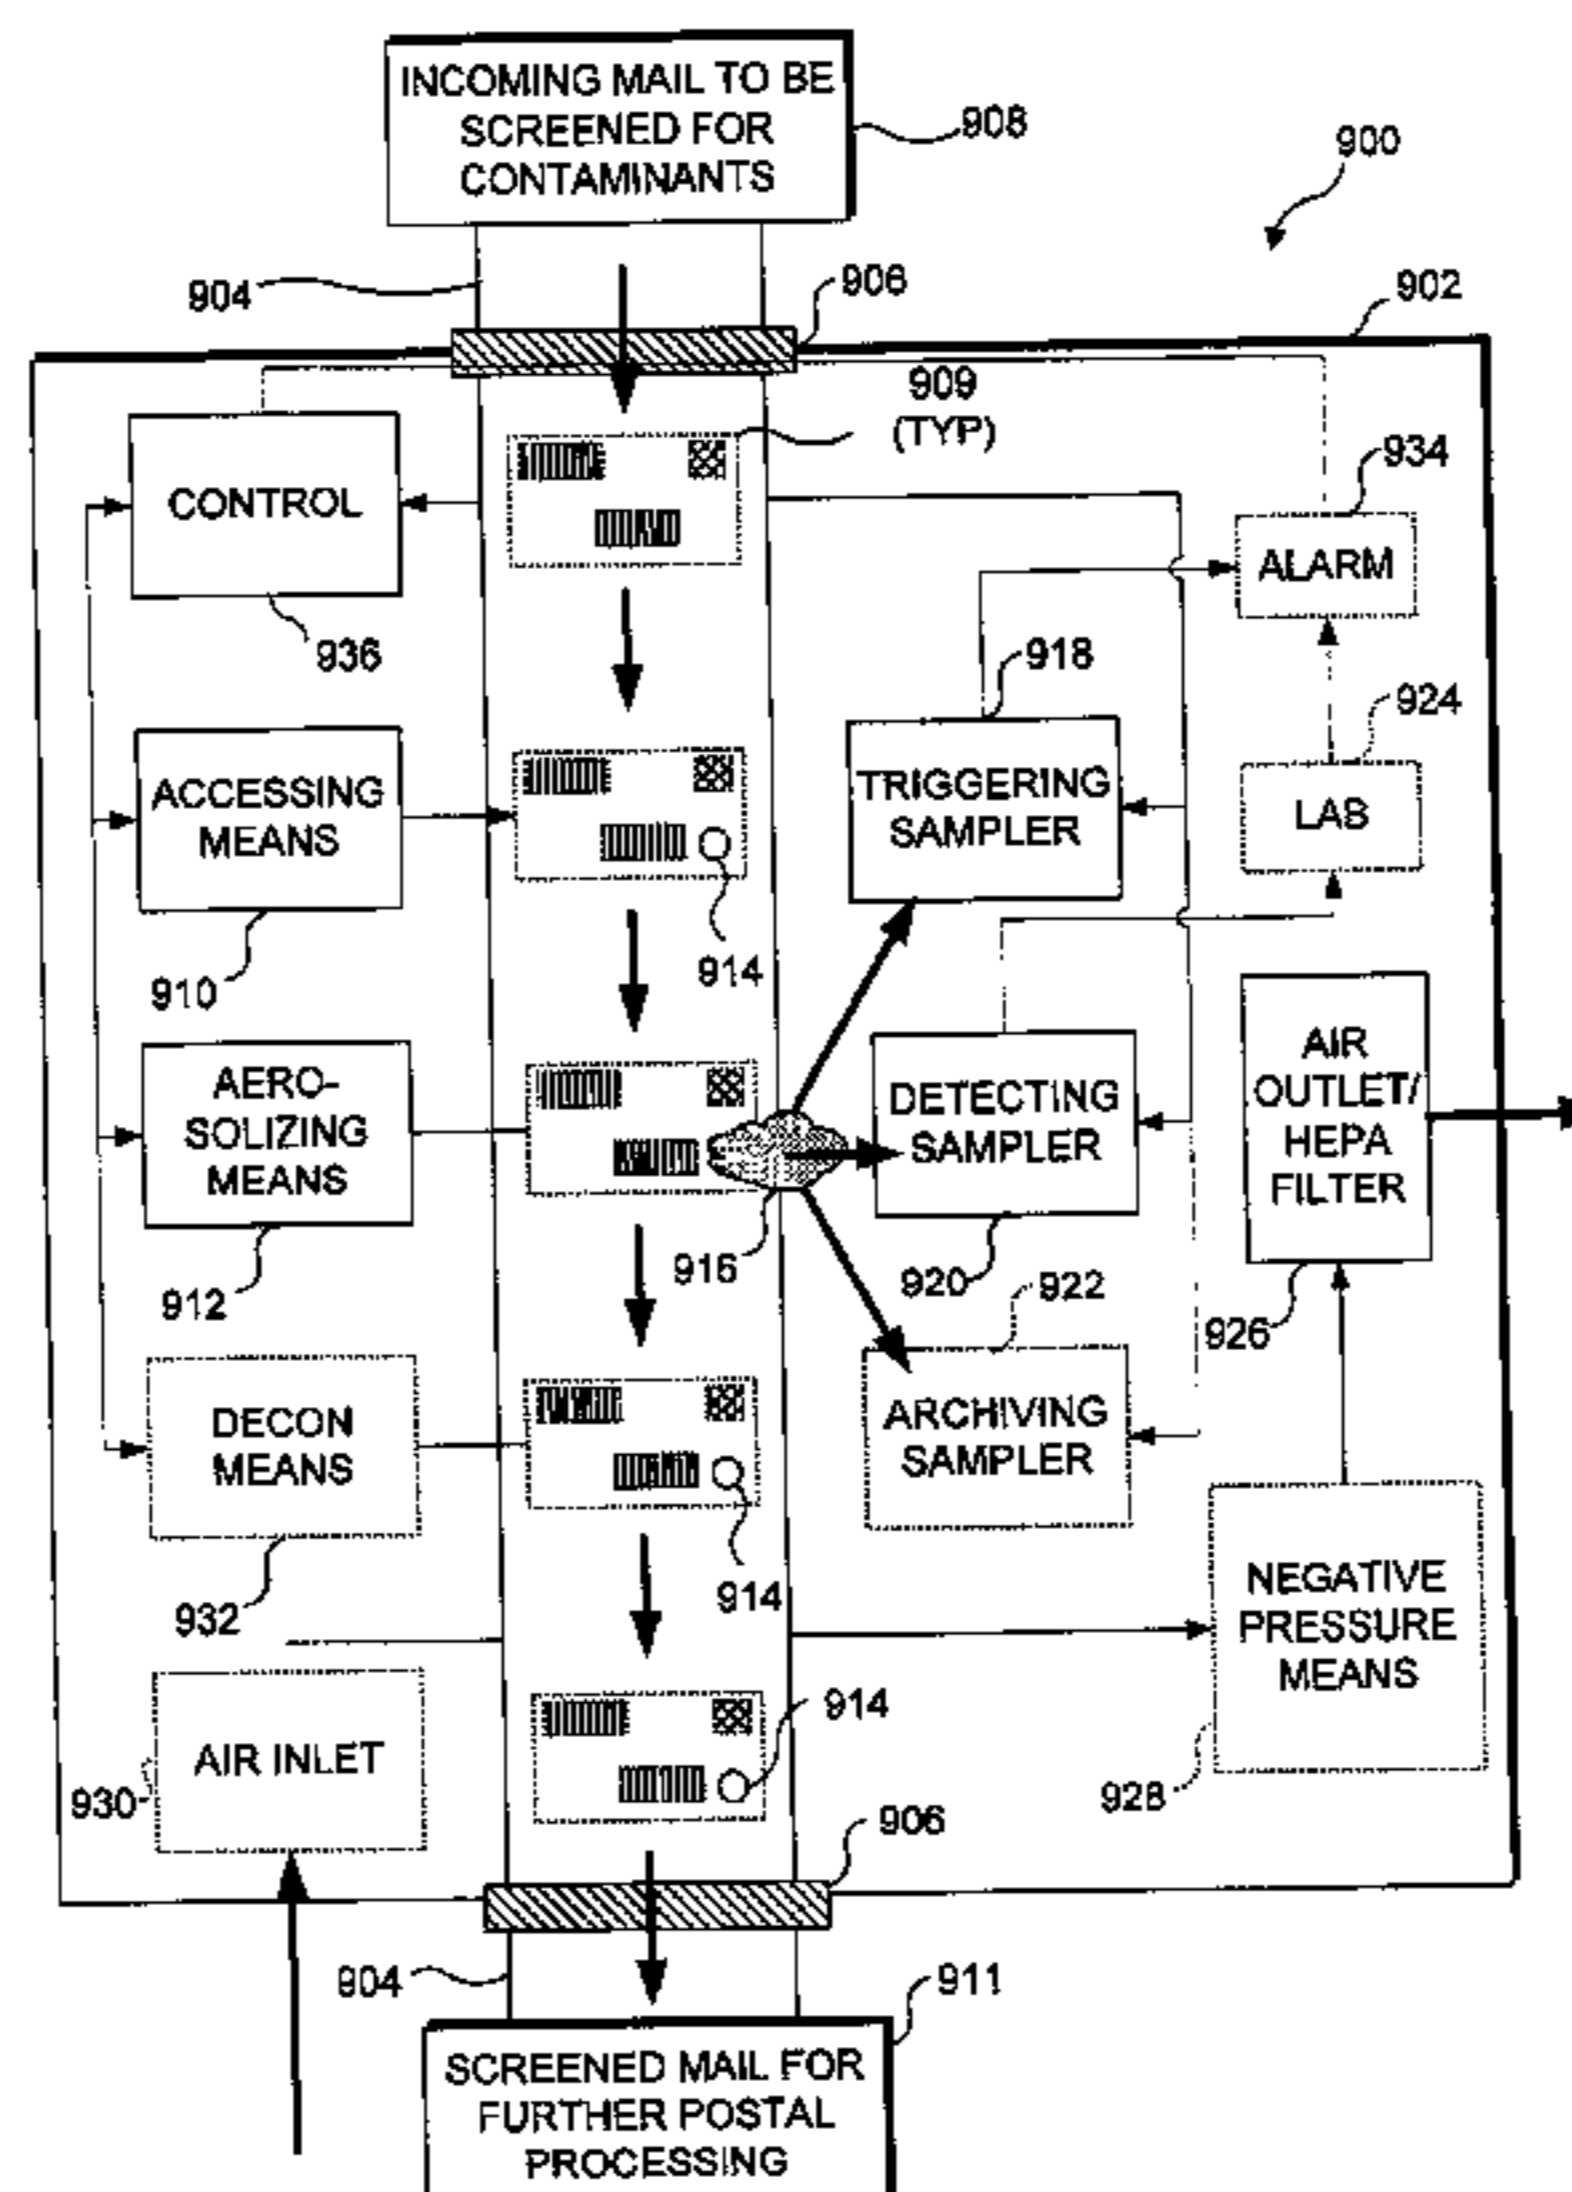 INCOMING MAIL TO BE
SCREENED FOR
CONTAMINANTS
908
900
904
906
902
909
(TYP)
934
CONTROL
ALARM
936
918
924
ACCESSING
MEANS
TRIGGERING
SAMPLER
LAB
910
914
AERO-
SOLIZING
MEANS
DETECTING
SAMPLER
AIR
OUTLET/
HEPA
FILTER
912
916
920
922
926
DECON
MEANS
ARCHIVING
SAMPLER
932
914
NEGATIVE
PRESSURE
MEANS
AIR INLET
914
930
928
906
904
911
SCREENED MAIL FOR
FURTHER POSTAL
PROCESSING